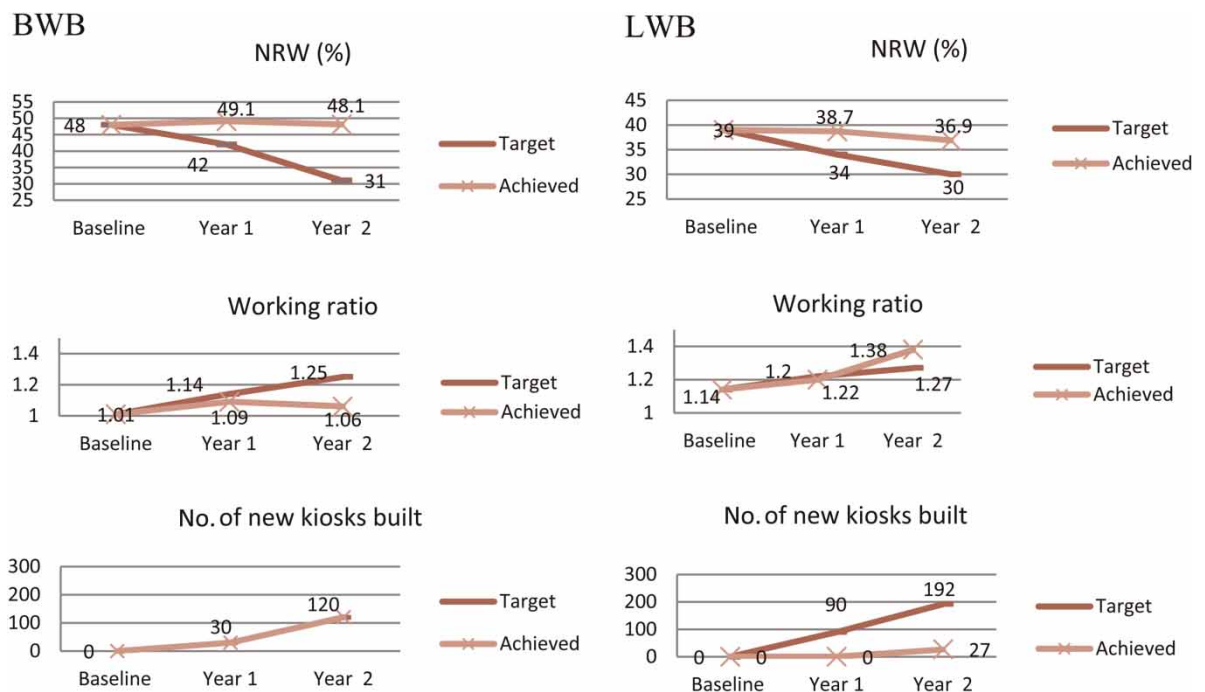 BWB
NRW (%)
55
50
45
40
35
30
25
48
49.1
48.1
42
31
Baseline
Year 1
Year 2
Target
Achieved
Working ratio
1.4
1.2
1
1.01
1.14
1.25
1.09
1.06
Baseline
Year 1
Year 2
Target
Achieved
No. of new kiosks built
300
200
100
0
0
30
120
Baseline
Year 1
Year 2
Target
Achieved
LWB
NRW (%)
45
40
35
30
25
39
38.7
36.9
34
30
Baseline
Year 1
Year 2
Target
Achieved
Working ratio
1.4
1.2
1
1.14
1.2
1.38
1.22
1.27
Baseline
Year 1
Year 2
Target
Achieved
No. of new kiosks built
300
200
100
0
0
0
90
0
192
27
Baseline
Year 1
Year 2
Target
Achieved